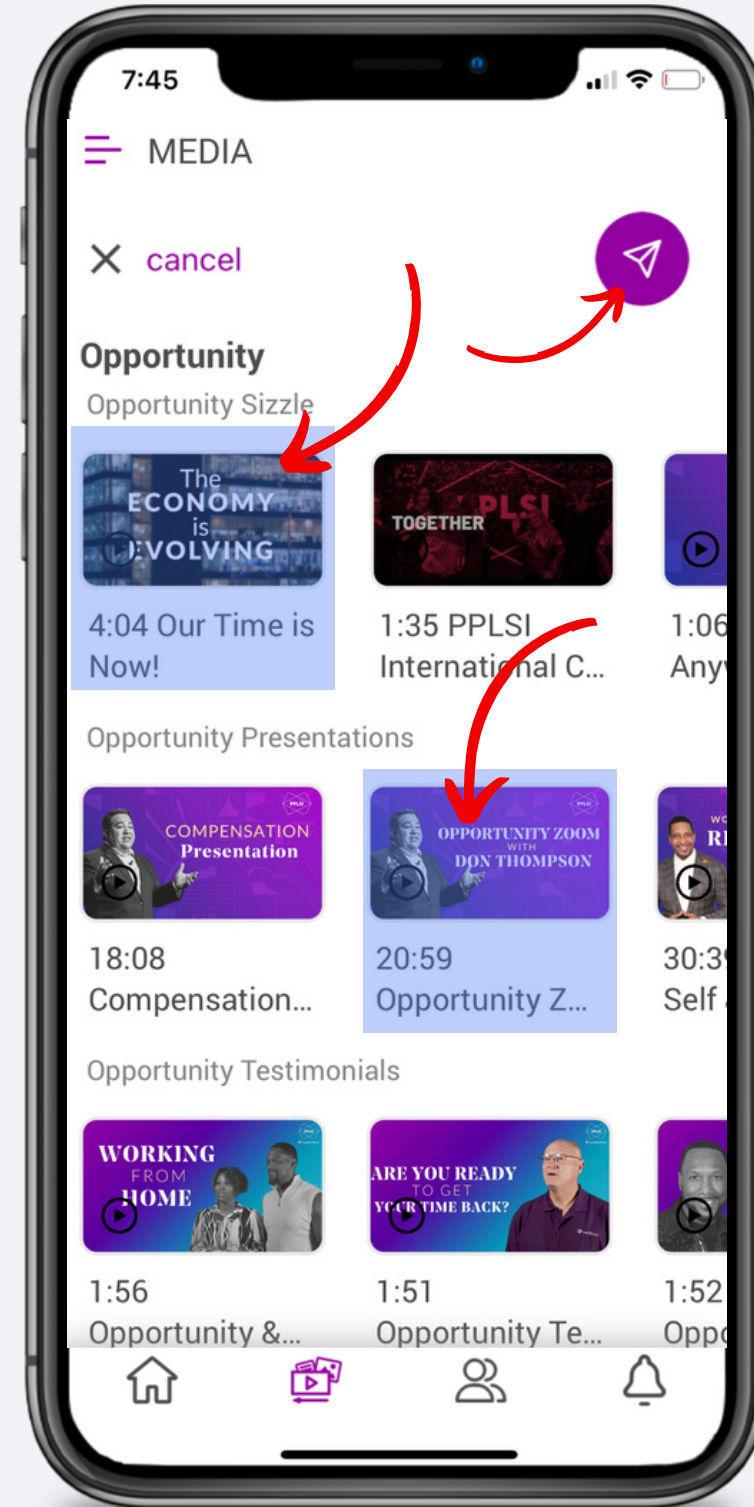 7:45
MEDIA
cancel
Opportunity
Opportunity Sizzle
The
ECONOMY
is
EVOLVING
TOGETHER
PPLSI
4:04 Our Time is
Now!
1:35 PPLSI
International C...
1:06
Opportunity Presentations
COMPENSATION
Presentation
PPLSI
OPPORTUNITY ZOOM
WITH
DON THOMPSON
18:08
Compensation...
20:59
Opportunity Z...
Self
Opportunity Testimonials
WORKING
FROM
HOME
ARE YOU READY
TO GET
YOUR TIME BACK?
1:56
Opportunity &...
1:51
Opportunity Te...
1:52